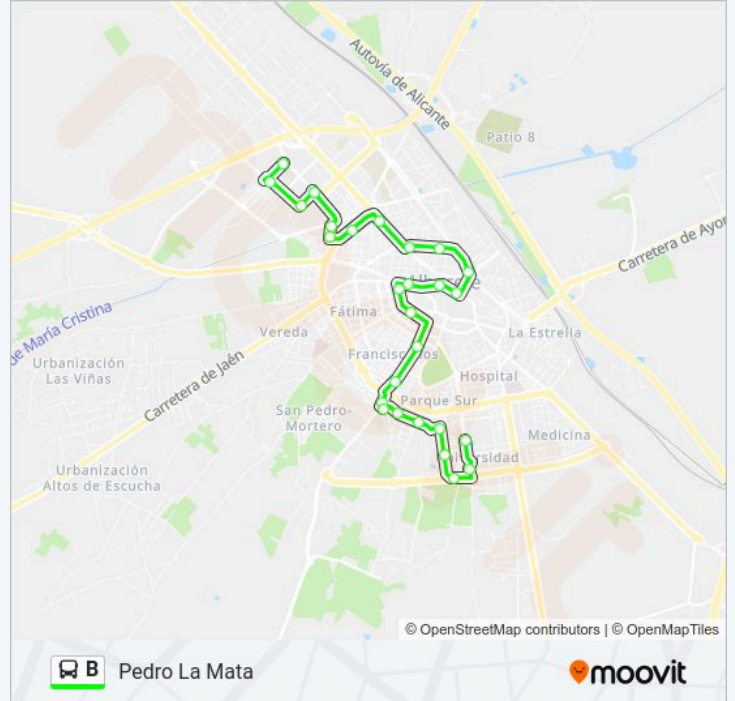 Autovía de Alicante
Patio 8
Carretera de Ayor
de María Cristina
Fátima
Vereda
La Estrella
Urbanización
Las Viñas
Carretera de Jaén
Hospital
Parque Sur
San Pedro-
Mortero
Medicina
Urbanización
Altos de Escucha
© OpenStreetMap contributors | © OpenMapTiles
B Pedro La Mata
moovit